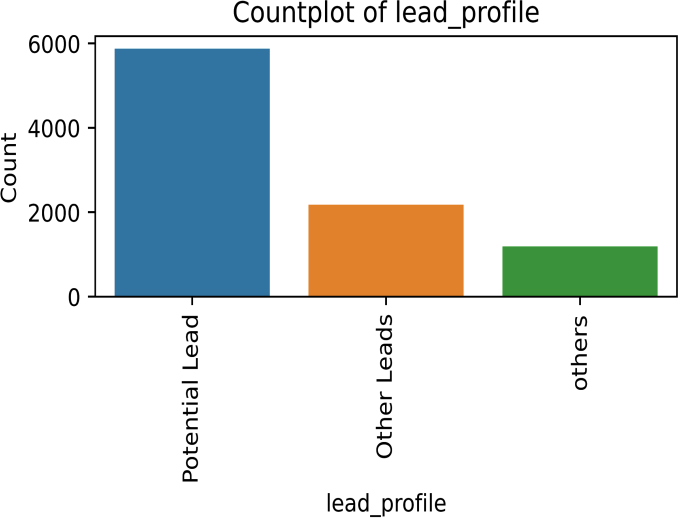 Countplot of lead_profile
6000
4000
2000
0
Count
Potential Lead
Other Leads
others
lead_profile